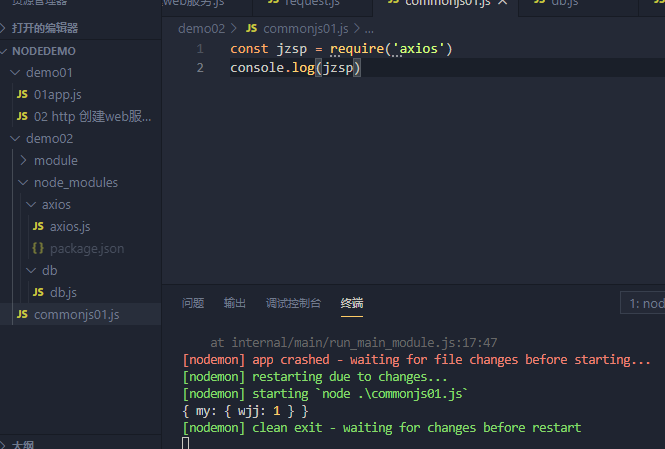 资源管理器
web服务.js
request.js
commonjs01.js
db.js
打开的编辑器
NODEDEMO
demo01
JS 01app.js
JS 02 http 创建web服...
demo02
module
node_modules
axios
JS axios.js
{} package.json
db
JS db.js
JS commonjs01.js
大纲
demo02 > JS commonjs01.js > ...
1 const jzsp = require('axios')
2 console.log(jzsp)
问题 输出 调试控制台 终端 1: nod
at internal/main/run_main_module.js:17:47
[nodemon] app crashed - waiting for file changes before starting...
[nodemon] restarting due to changes...
[nodemon] starting `node .\commonjs01.js`
{ my: { wjj: 1 } }
[nodemon] clean exit - waiting for changes before restart